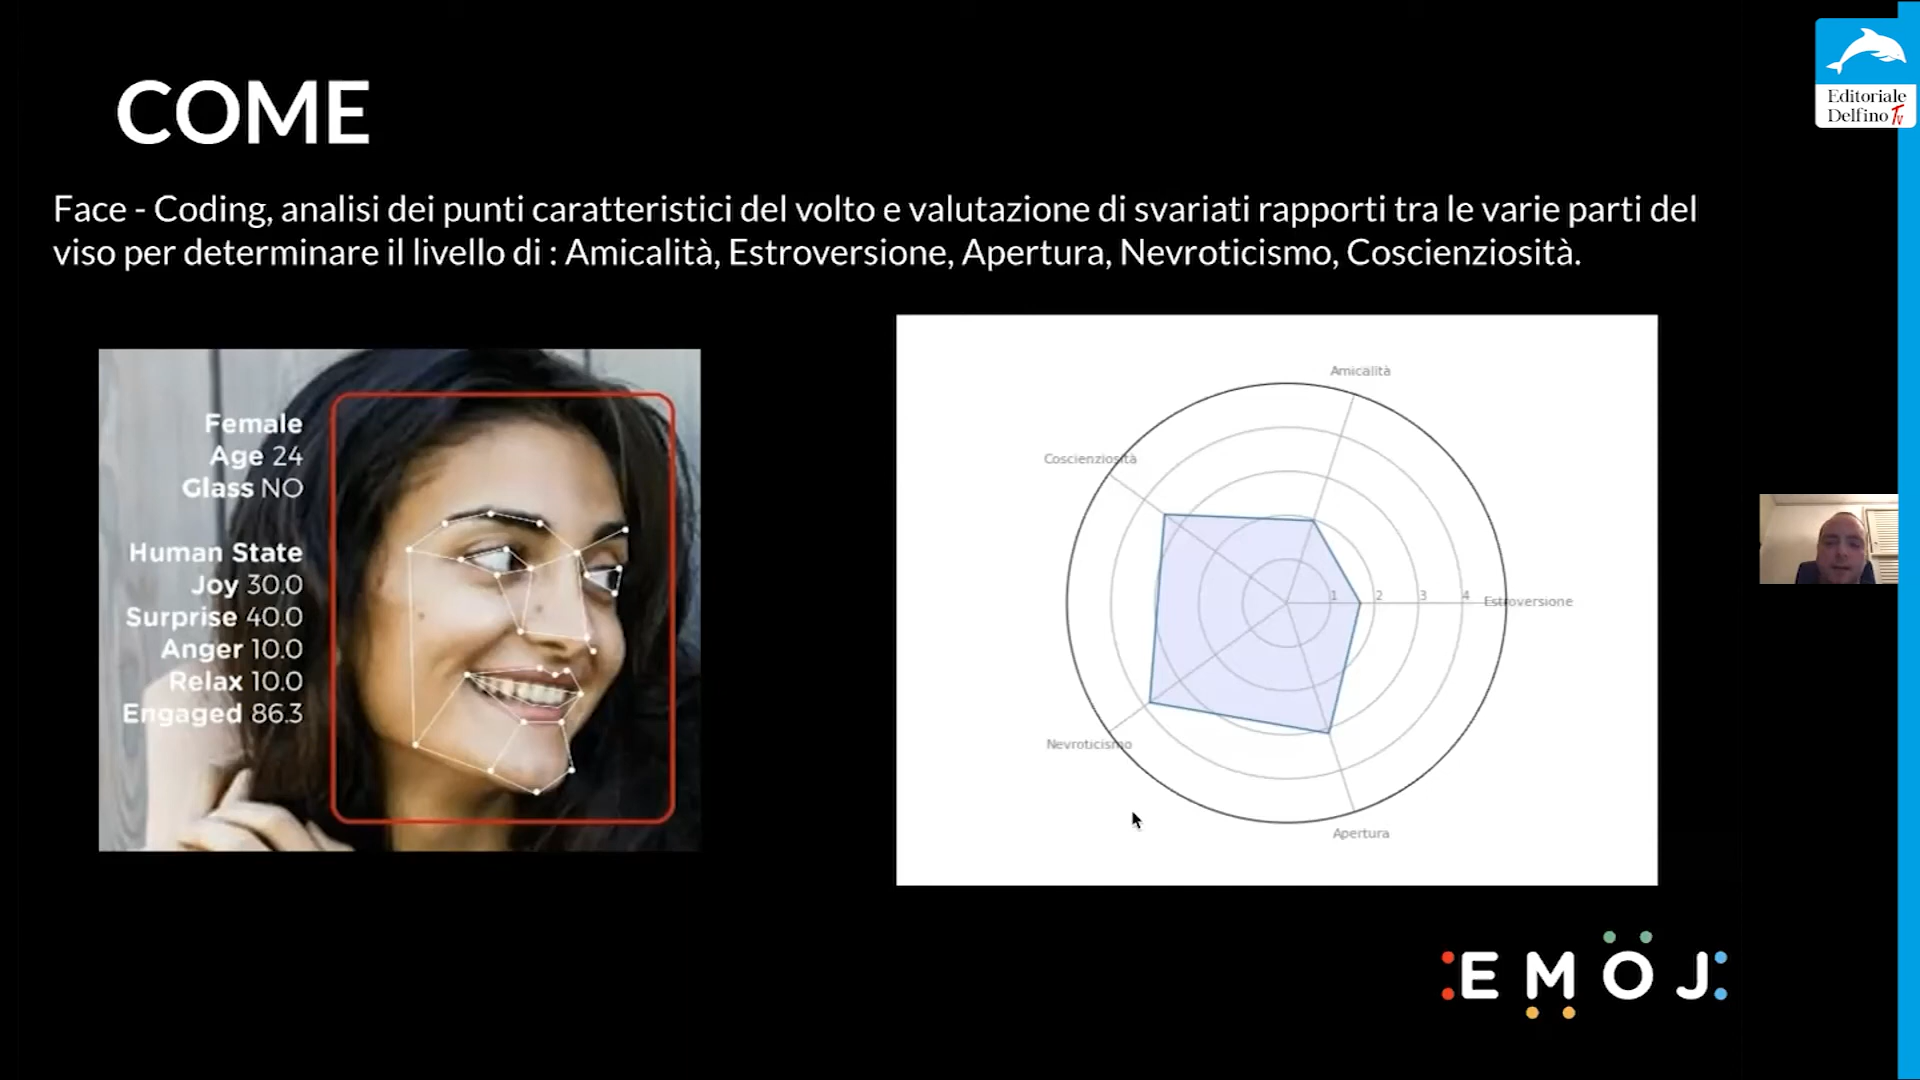 COME
Editoriale
Delfino Tv
Face - Coding, analisi dei punti caratteristici del volto e valutazione di svariati rapporti tra le varie parti del
viso per determinare il livello di : Amicalità, Estroversione, Apertura, Nevroticismo, Coscienziosità.
Female
Age 24
Glass NO
Human State
Joy 30.0
Surprise 40.0
Anger 10.0
Relax 10.0
Engaged 86.3
Amicalità
Coscienziosità
1 2 3 4 Estroversione
Nevroticismo
Apertura
EMOJ